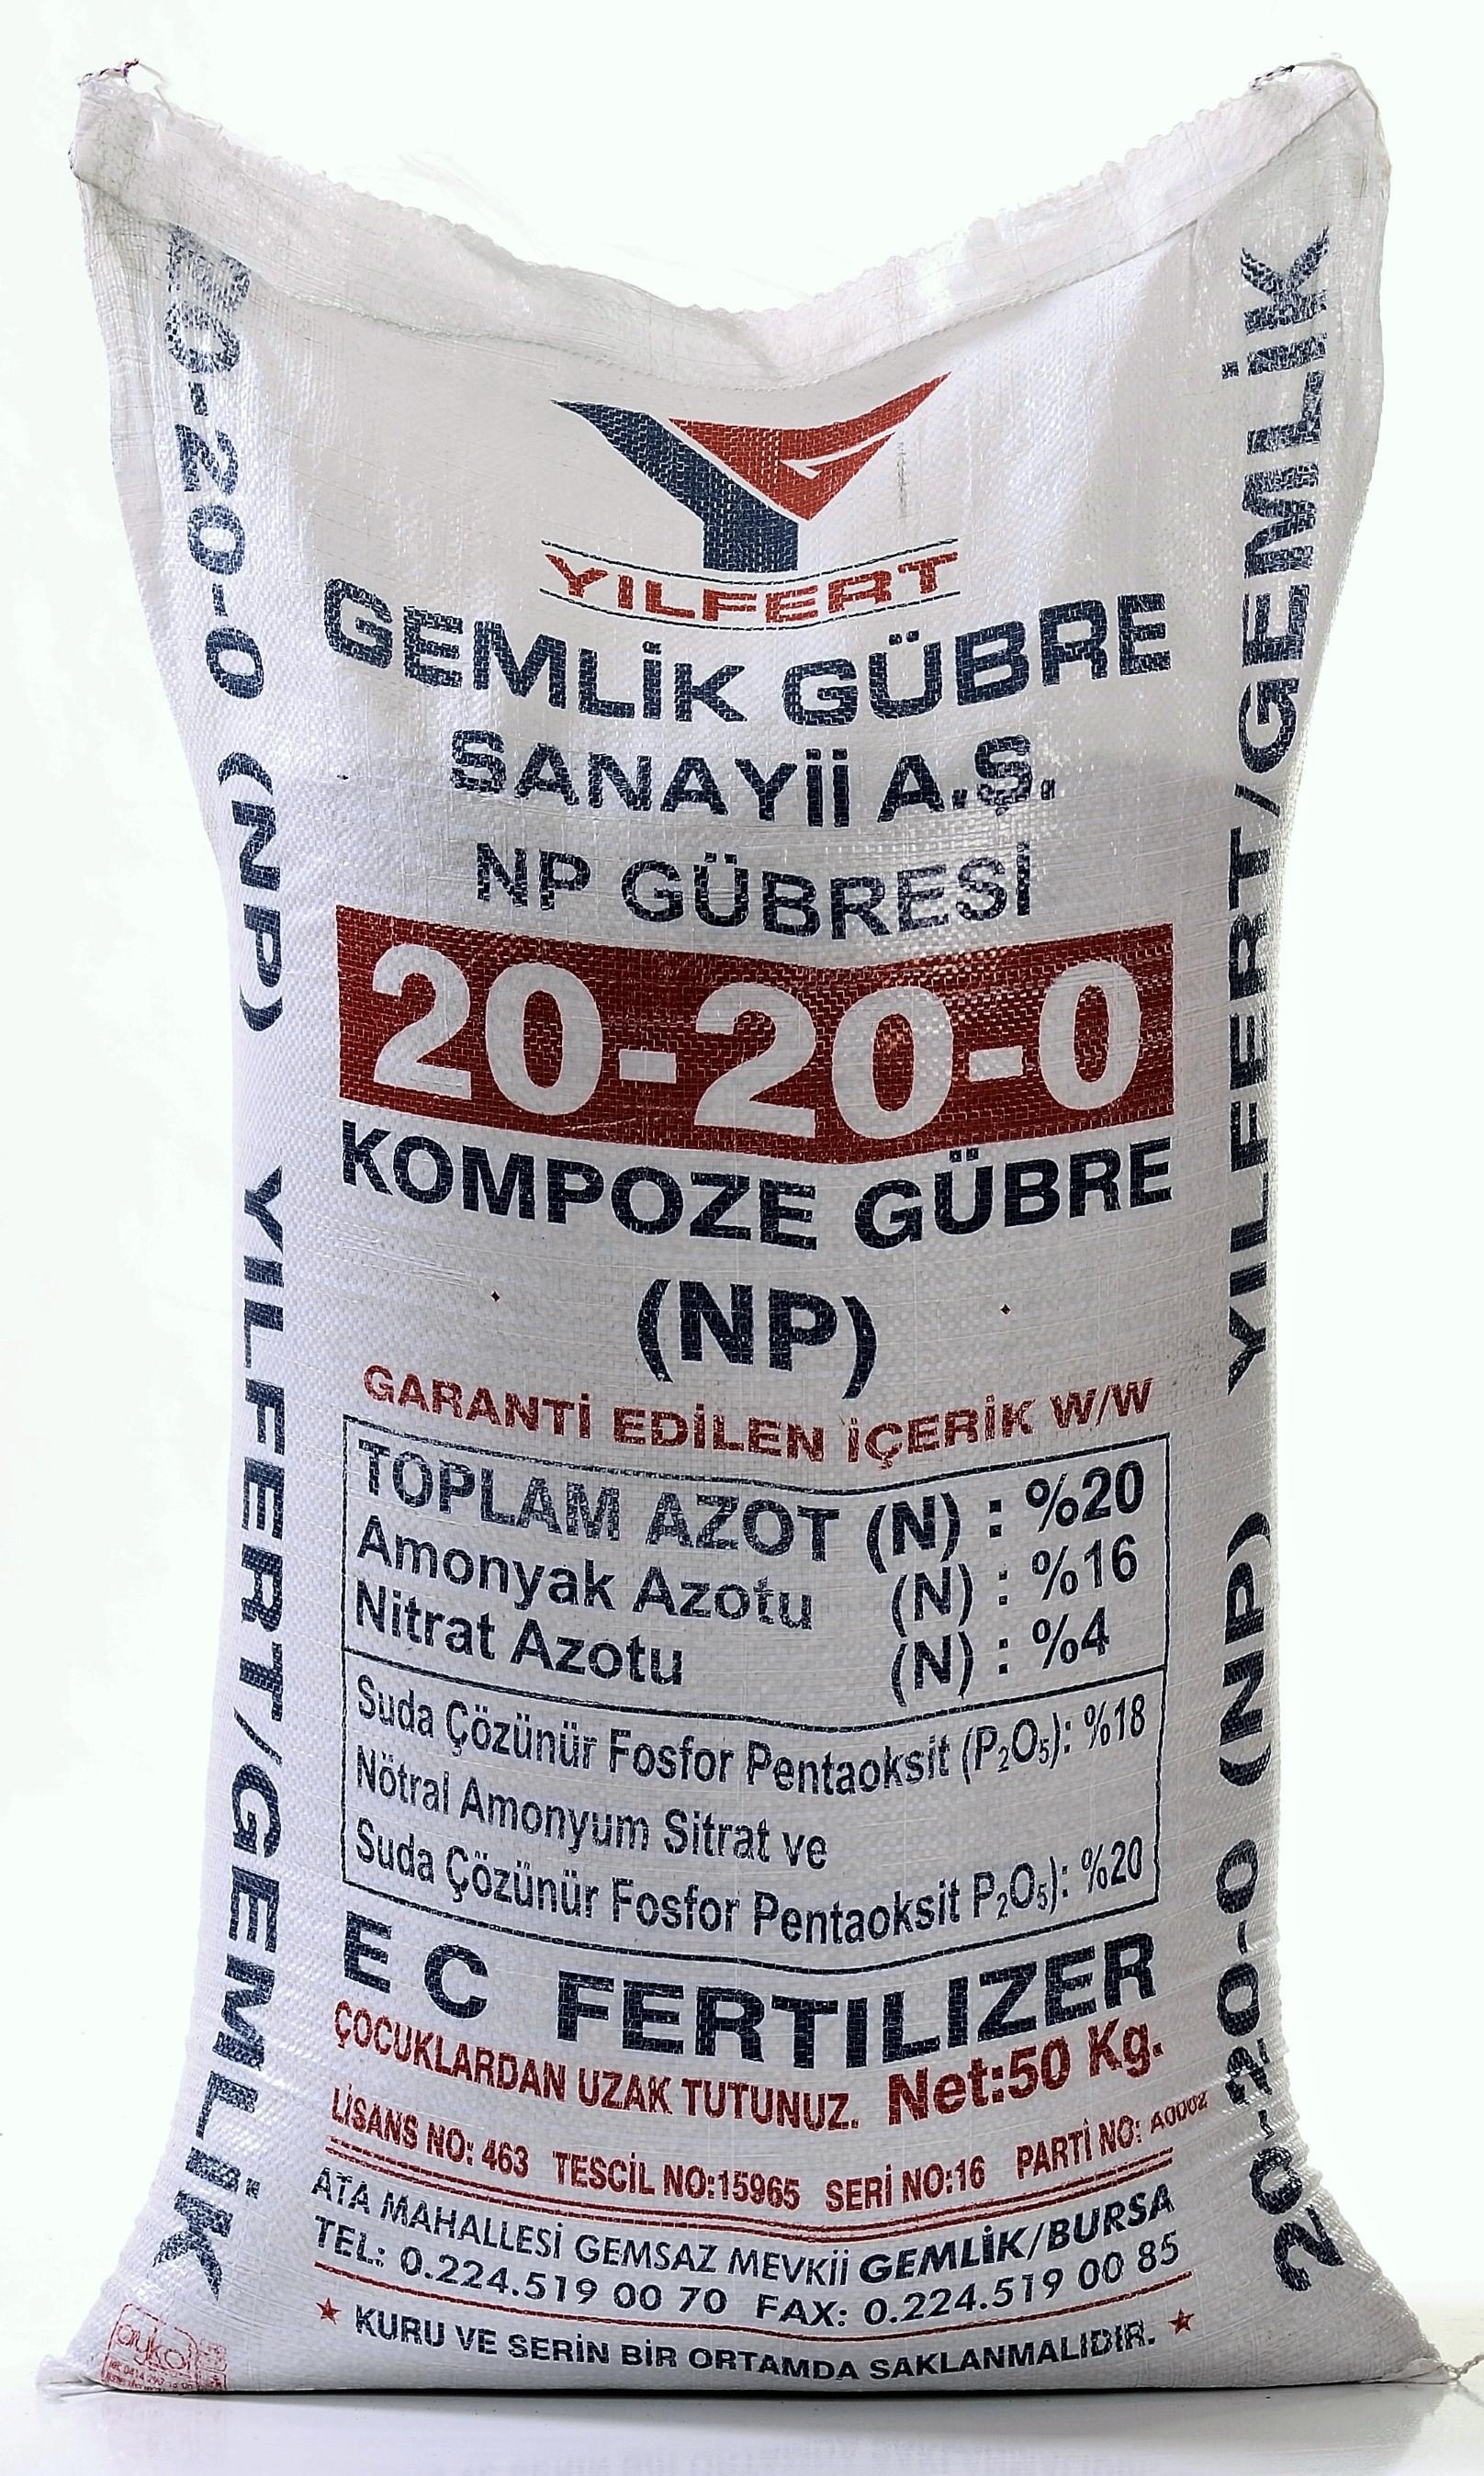 YILFERT
GEMLİK GÜBRE
SANAYİİ A.Ş.
NP GÜBRESİ
20-20-0
KOMPOZE GÜBRE
(NP)
GARANTİ EDİLEN İÇERİK W/W
TOPLAM AZOT (N) : %20
Amonyak Azotu (N) : %16
Nitrat Azotu (N) : %4
Suda Çözünür Fosfor Pentaoksit (P₂O₅): %18
Nötral Amonyum Sitrat ve
Suda Çözünür Fosfor Pentaoksit P₂O₅): %20
E C FERTILIZER
ÇOCUKLARDAN UZAK TUTUNUZ. Net:50 Kg.
LİSANS NO: 463 TESCİL NO:15965 SERİ NO:16 PARTİ NO: A0002
ATA MAHALLESİ GEMSAZ MEVKİİ GEMLİK/BURSA
TEL: 0.224.519 00 70 FAX: 0.224.519 00 85
KURU VE SERİN BİR ORTAMDA SAKLANMALIDIR.
20-20-0 (NP) YILFERT/GEMLİK
20-20-0 (NP) YILFERT/GEMLİK